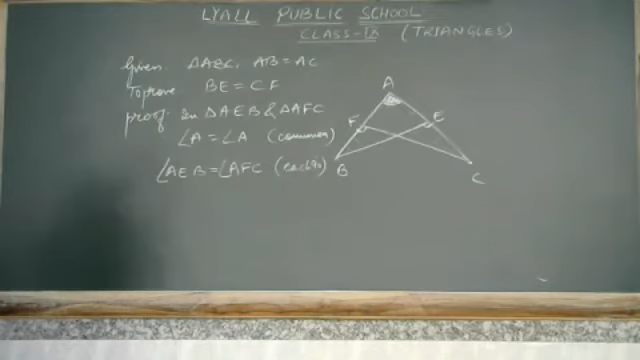 LYALL PUBLIC SCHOOL
CLASS-IX (TRIANGLES)
Given. ΔABC, AB=AC
To prove BE=CF
proof In ΔAEB & ΔAFC
∠A=∠A (common)
∠AEB=∠AFC (each 90)
A
F
E
B
C